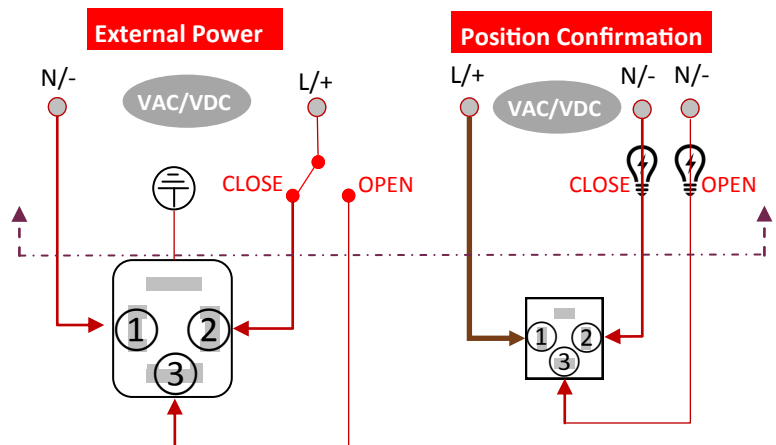 External Power
Position Confirmation
N/-
L/+
VAC/VDC
L/+
N/-
N/-
VAC/VDC
CLOSE
OPEN
CLOSE
OPEN
1
2
3
1
2
3